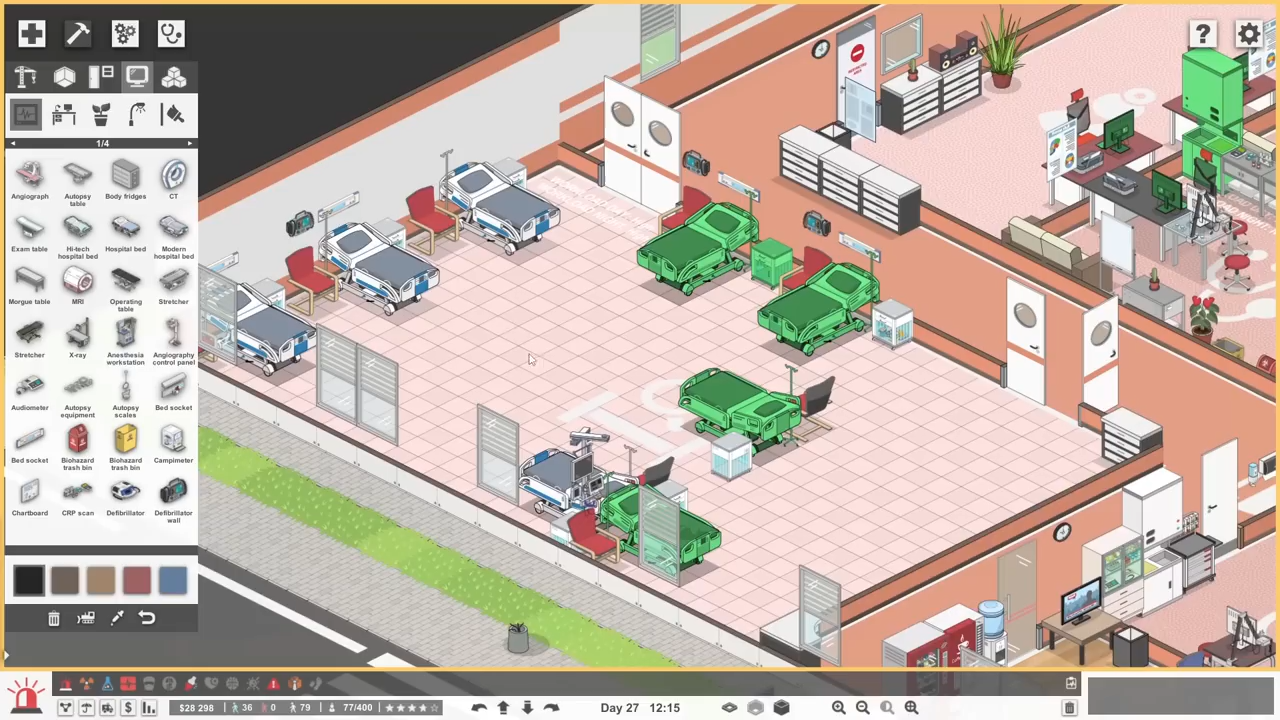 1/4
Angiograph
Autopsy table
Body fridges
CT
Exam table
Hi-tech hospital bed
Hospital bed
Modern hospital bed
Morgue table
MRI
Operating table
Stretcher
Stretcher
X-ray
Anesthesia workstation
Angiography control panel
Audiometer
Autopsy equipment
Autopsy scales
Bed socket
Bed socket
Biohazard trash bin
Biohazard trash bin
Campimeter
Chartboard
CRP scan
Defibrillator
Defibrillator wall
$28 298
36
0
79
77/400
Day 27 12:15